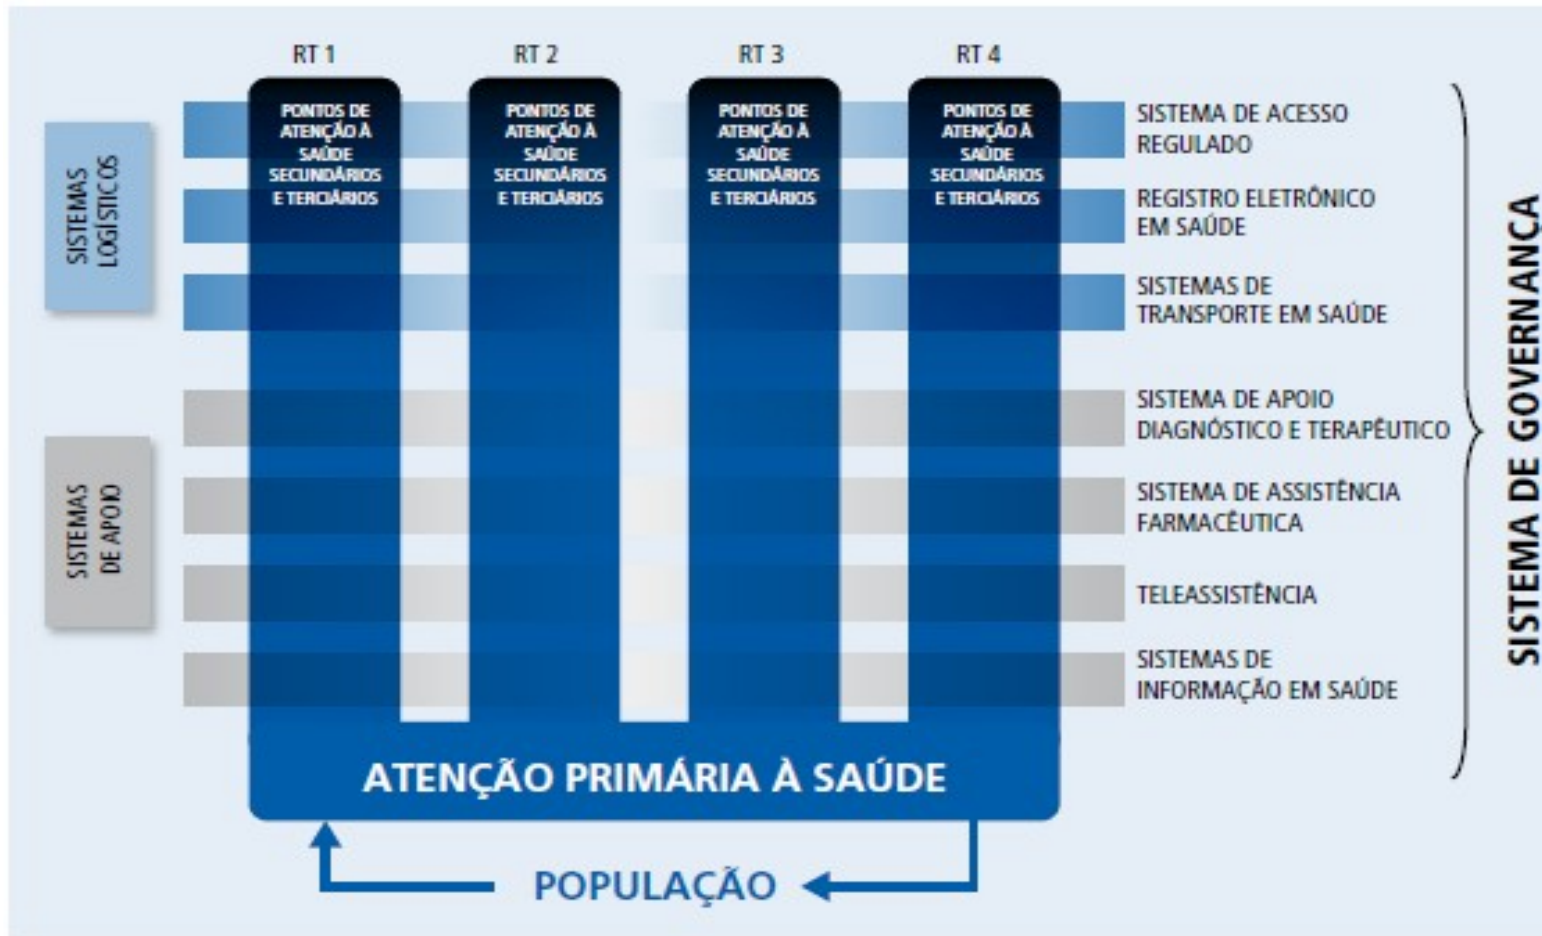 RT 1
RT 2
RT 3
RT 4
PONTOS DE
ATENÇÃO À
SAÚDE
SECUNDÁRIOS
E TERCIÁRIOS
PONTOS DE
ATENÇÃO À
SAÚDE
SECUNDÁRIOS
E TERCIÁRIOS
PONTOS DE
ATENÇÃO À
SAÚDE
SECUNDÁRIOS
E TERCIÁRIOS
PONTOS DE
ATENÇÃO À
SAÚDE
SECUNDÁRIOS
E TERCIÁRIOS
SISTEMAS
LOGÍSTICOS
SISTEMA DE ACESSO
REGULADO
REGISTRO ELETRÔNICO
EM SAÚDE
SISTEMAS DE
TRANSPORTE EM SAÚDE
SISTEMAS
DE APOIO
SISTEMA DE APOIO
DIAGNÓSTICO E TERAPÊUTICO
SISTEMA DE ASSISTÊNCIA
FARMACÊUTICA
TELEASSISTÊNCIA
SISTEMAS DE
INFORMAÇÃO EM SAÚDE
SISTEMA DE GOVERNANÇA
ATENÇÃO PRIMÁRIA À SAÚDE
POPULAÇÃO